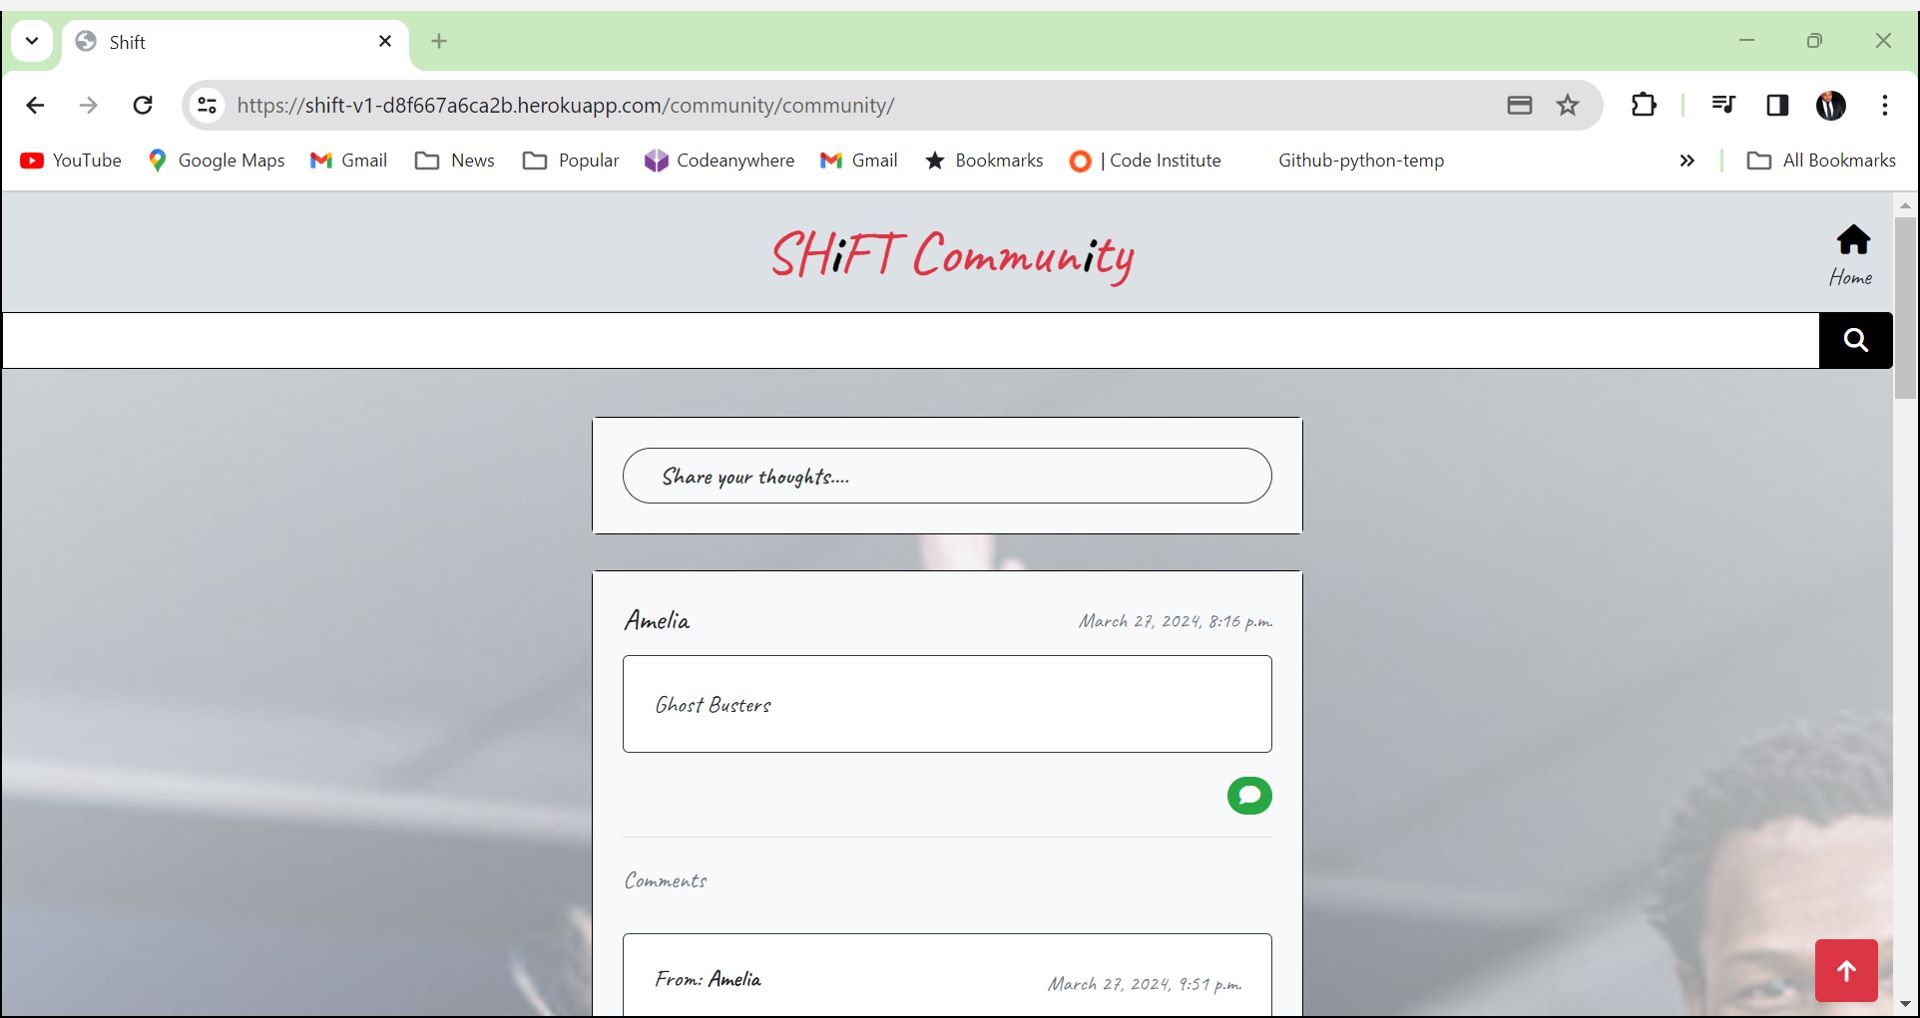 Shift
https://shift-v1-d8f667a6ca2b.herokuapp.com/community/community/
YouTube Google Maps Gmail News Popular Codeanywhere Gmail Bookmarks | Code Institute Github-python-temp » All Bookmarks
SHiFT Community
Home
Share your thoughts....
Amelia March 27, 2024, 8:16 p.m.
Ghost Busters
Comments
From: Amelia March 27, 2024, 9:51 p.m.